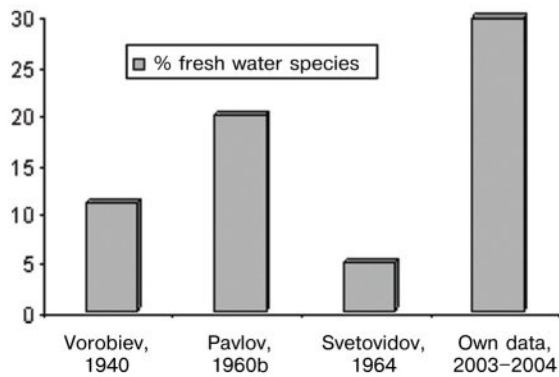 30
25
20
15
10
5
0
% fresh water species
Vorobiev,
1940
Pavlov,
1960b
Svetovidov,
1964
Own data,
2003–2004